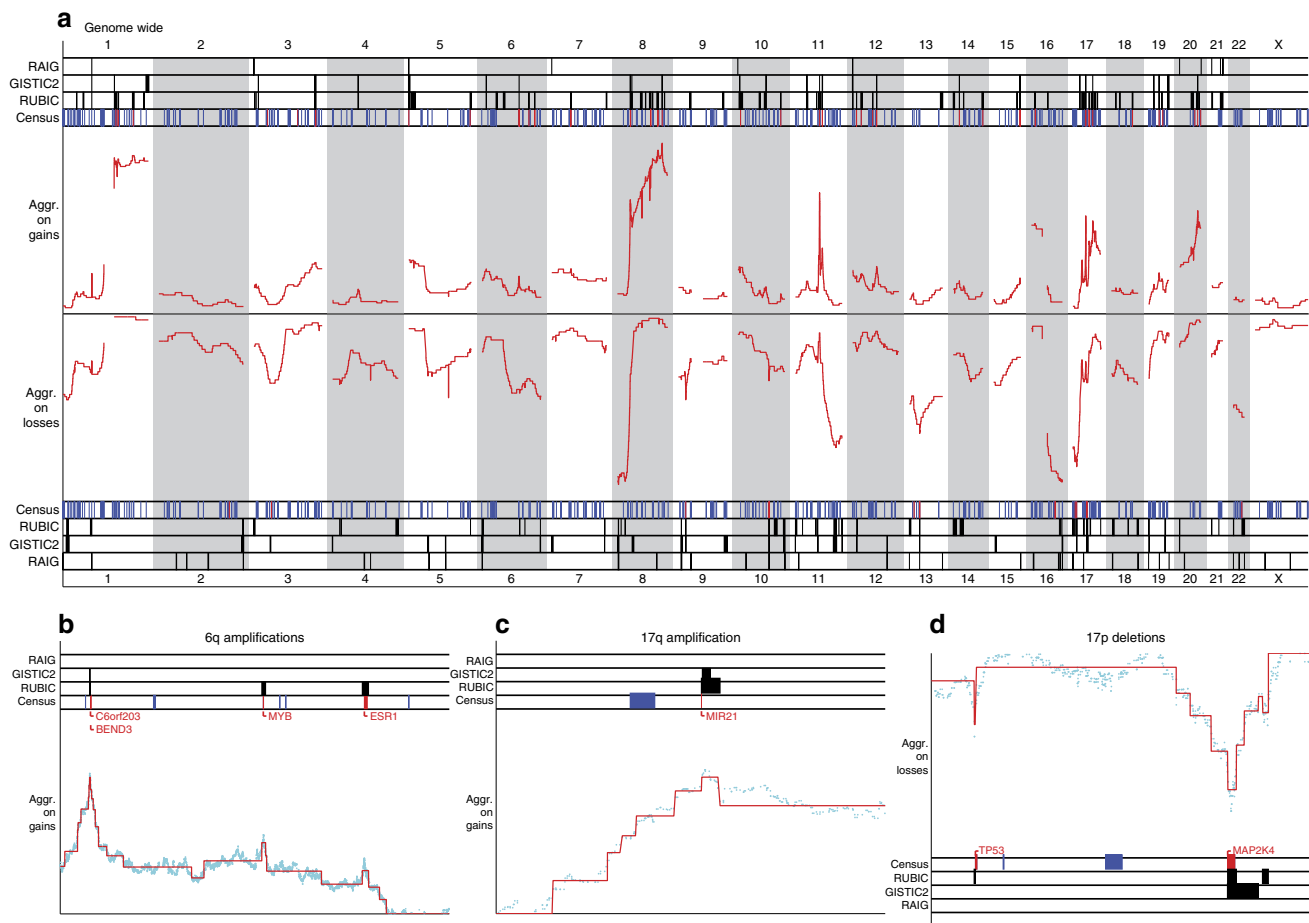 a
Genome wide
1 2 3 4 5 6 7 8 9 10 11 12 13 14 15 16 17 18 19 20 21 22 X
RAIG
GISTIC2
RUBIC
Census
Aggr.
on
gains
Aggr.
on
losses
Census
RUBIC
GISTIC2
RAIG
1 2 3 4 5 6 7 8 9 10 11 12 13 14 15 16 17 18 19 20 21 22 X
b
6q amplifications
RAIG
GISTIC2
RUBIC
Census
C6orf203
BEND3
MYB
ESR1
Aggr.
on
gains
c
17q amplification
RAIG
GISTIC2
RUBIC
Census
MIR21
Aggr.
on
gains
d
17p deletions
Aggr.
on
losses
TP53
MAP2K4
Census
RUBIC
GISTIC2
RAIG